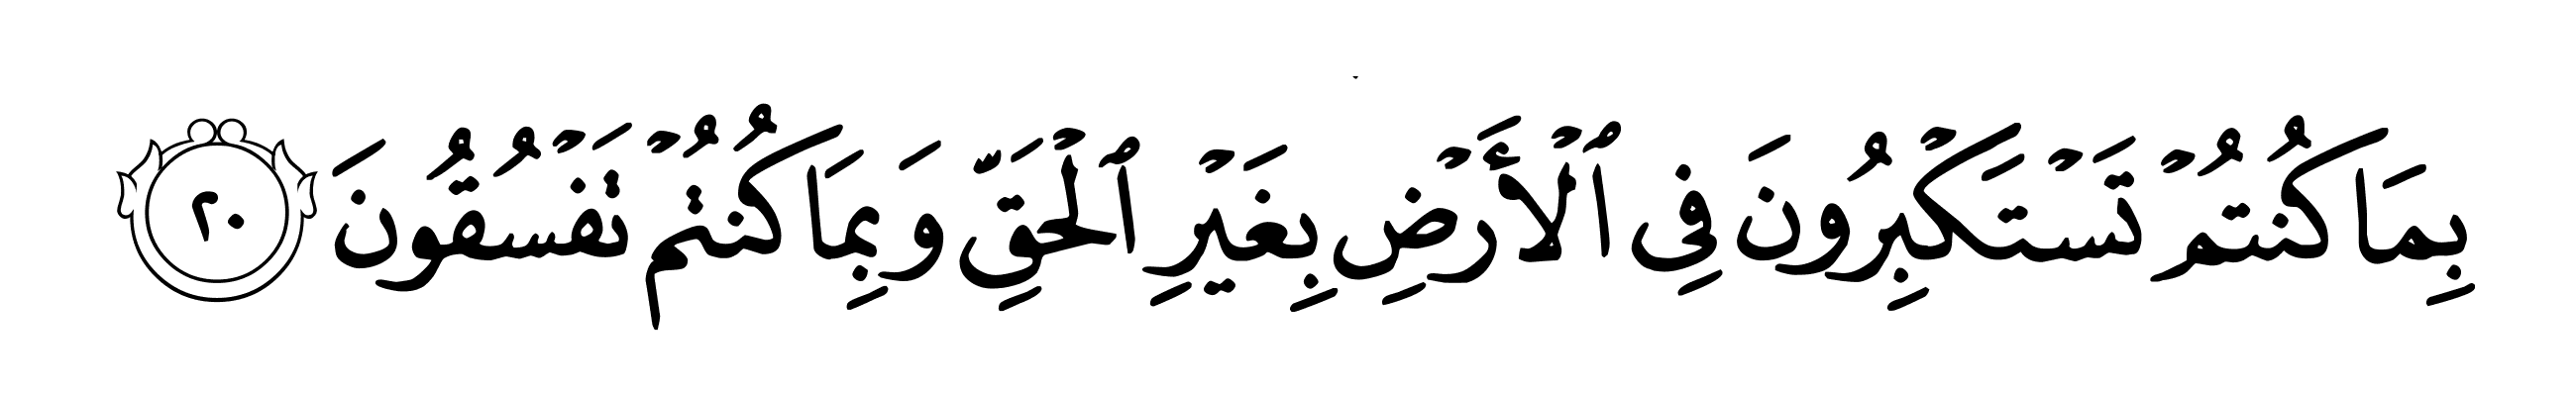 بِمَا كُنتُمۡ تَسۡتَكۡبِرُونَ فِي ٱلۡأَرۡضِ بِغَيۡرِ ٱلۡحَقِّ وَبِمَا كُنتُمۡ تَفۡسُقُونَ ٢٠